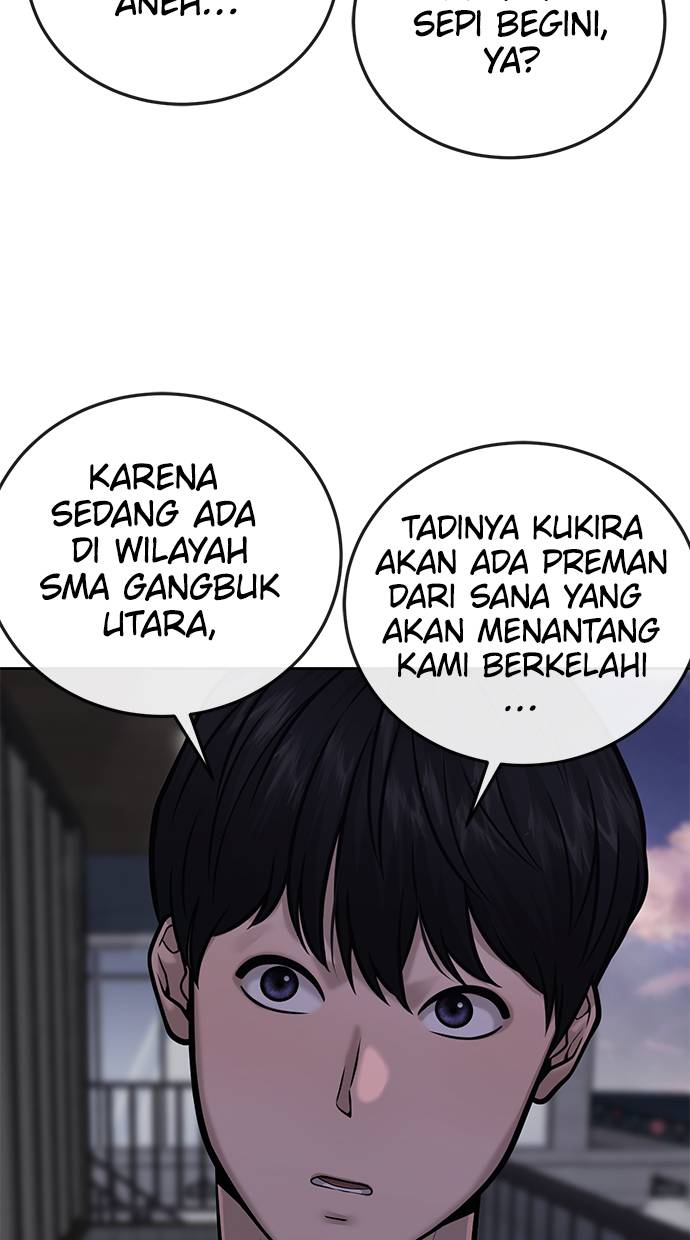 ANEH...
SEPI BEGINI,
YA?
KARENA
SEDANG ADA
DI WILAYAH
SMA GANGBUK
UTARA,
TADINYA KUKIRA
AKAN ADA PREMAN
DARI SANA YANG
AKAN MENANTANG
KAMI BERKELAHI
...